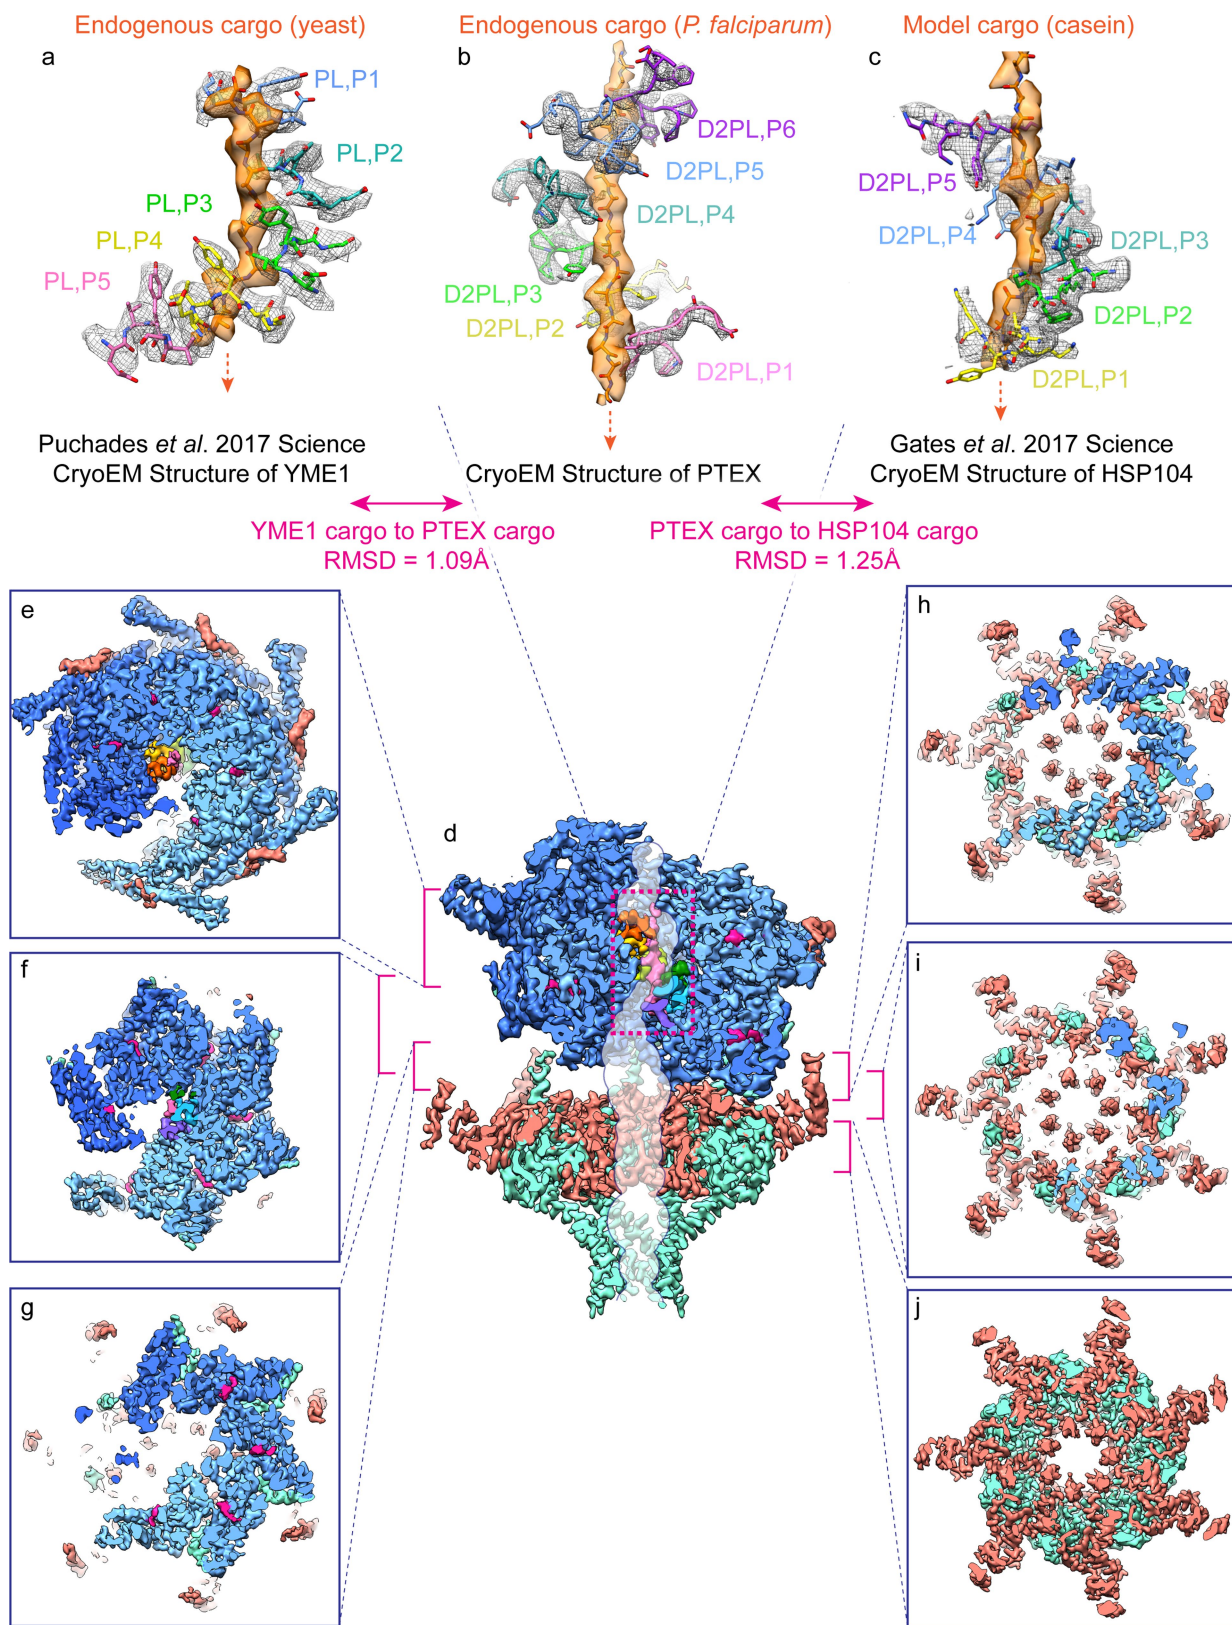 Endogenous cargo (yeast)
Endogenous cargo (P. falciparum)
Model cargo (casein)
a
PL,P1
PL,P2
PL,P3
PL,P4
PL,P5
b
D2PL,P6
D2PL,P5
D2PL,P4
D2PL,P3
D2PL,P2
D2PL,P1
c
D2PL,P5
D2PL,P4
D2PL,P3
D2PL,P2
D2PL,P1
Puchades et al. 2017 Science
CryoEM Structure of YME1
CryoEM Structure of PTEX
Gates et al. 2017 Science
CryoEM Structure of HSP104
YME1 cargo to PTEX cargo
RMSD = 1.09Å
PTEX cargo to HSP104 cargo
RMSD = 1.25Å
d
e
f
g
h
i
j